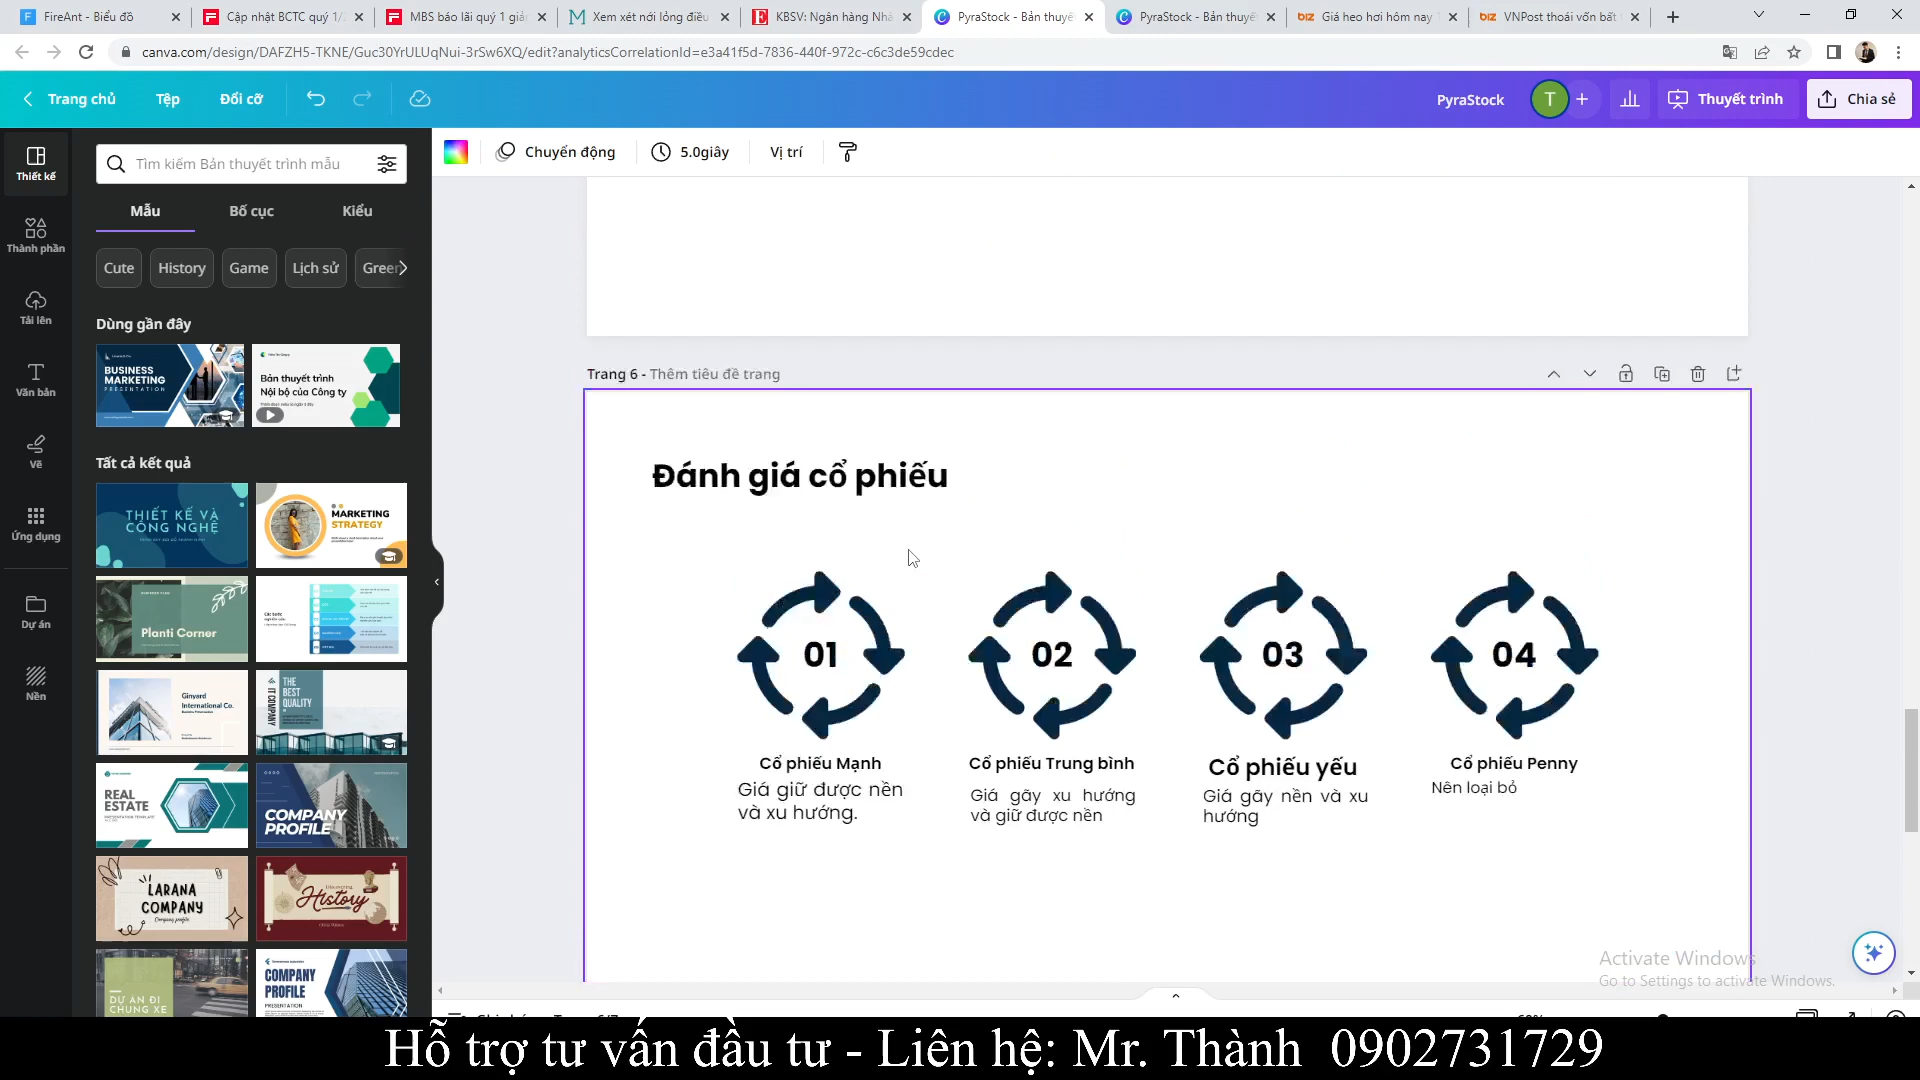 FireAnt - Biểu đồ
Cập nhật BCTC quý 1/
MBS báo lãi quý 1 giả
Xem xét nới lỏng điều
KBSV: Ngân hàng Nhà
PyraStock - Bản thuyết
PyraStock - Bản thuyết
Giá heo hơi hôm nay
VNPost thoái vốn bất
canva.com/design/DAFZH5-TKNE/Guc30YrULUqNui-3rSw6XQ/edit?analyticsCorrelationId=e3a41f5d-7836-440f-972c-c6c3de59cdec
Trang chủ
Tệp
Đổi cỡ
PyraStock
T
Thuyết trình
Chia sẻ
Thiết kế
Thành phần
Tải lên
Văn bản
Vẽ
Ứng dụng
Dự án
Nền
Tìm kiếm Bản thuyết trình mẫu
Mẫu
Bố cục
Kiểu
Cute
History
Game
Lịch sử
Green
Dùng gần đây
BUSINESS
MARKETING
PRESENTATION
Bản thuyết trình
Nội bộ của Công ty
Tất cả kết quả
THIẾT KẾ VÀ
CÔNG NGHỆ
MARKETING
STRATEGY
Planti Corner
Ginyard
International Co.
THE
BEST
QUALITY
IT COMPANY
REAL
ESTATE
COMPANY
PROFILE
LARANA
COMPANY
Company profile
History
DỰ ÁN ĐI
CHUNG XE
COMPANY
PROFILE
PRESENTATION
Chuyển động
5.0giây
Vị trí
Trang 6 - Thêm tiêu đề trang
Đánh giá cổ phiếu
01
02
03
04
Cổ phiếu Mạnh
Giá giữ được nền
và xu hướng.
Cổ phiếu Trung bình
Giá gãy xu hướng
và giữ được nền
Cổ phiếu yếu
Giá gãy nền và xu
hướng
Cổ phiếu Penny
Nên loại bỏ
Activate Windows
Go to Settings to activate Windows.
Hỗ trợ tư vấn đầu tư - Liên hệ: Mr. Thành 0902731729